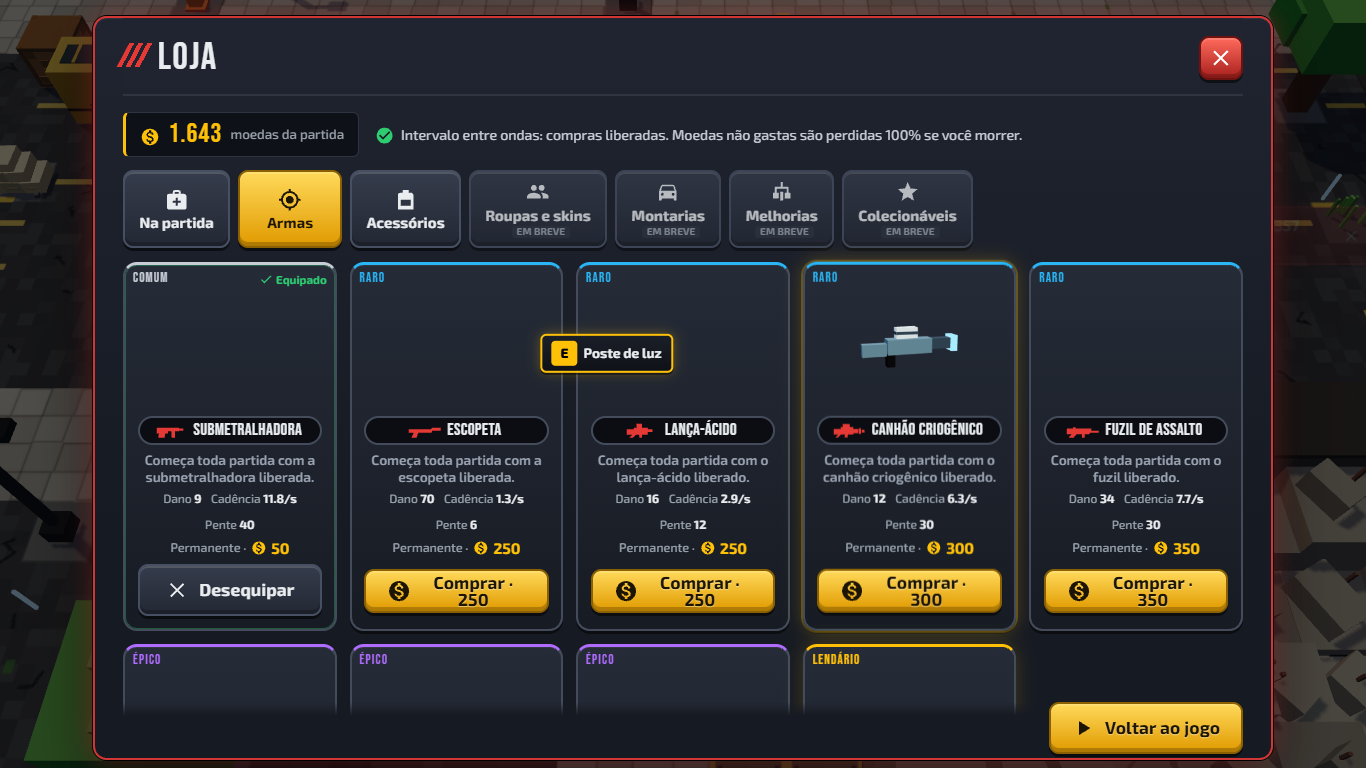 LOJA
1.643 moedas da partida
Intervalo entre ondas: compras liberadas. Moedas não gastas são perdidas 100% se você morrer.
Na partida
Armas
Acessórios
Roupas e skins
EM BREVE
Montarias
EM BREVE
Melhorias
EM BREVE
Colecionáveis
EM BREVE
COMUM
Equipado
SUBMETRALHADORA
Começa toda partida com a
submetralhadora liberada.
Dano 9 Cadência 11.8/s
Pente 40
Permanente · 50
Desequipar
RARO
ESCOPETA
Começa toda partida com a
escopeta liberada.
Dano 70 Cadência 1.3/s
Pente 6
Permanente · 250
Comprar ·
250
E Poste de luz
RARO
LANÇA-ÁCIDO
Começa toda partida com o
lança-ácido liberado.
Dano 16 Cadência 2.9/s
Pente 12
Permanente · 250
Comprar ·
250
RARO
CANHÃO CRIOGÊNICO
Começa toda partida com o
canhão criogênico liberado.
Dano 12 Cadência 6.3/s
Pente 30
Permanente · 300
Comprar ·
300
RARO
FUZIL DE ASSALTO
Começa toda partida com o
fuzil liberado.
Dano 34 Cadência 7.7/s
Pente 30
Permanente · 350
Comprar ·
350
ÉPICO
ÉPICO
ÉPICO
LENDÁRIO
Voltar ao jogo